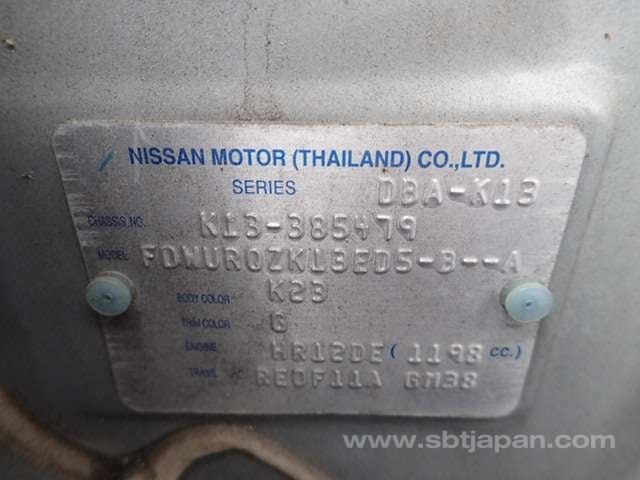 NISSAN MOTOR (THAILAND) CO.,LTD.
SERIES DBA-K13
CHASSIS NO. K13-385479
MODEL FDWURQZK13ED5-B--A
BODY COLOR K23
TRIM COLOR G
ENGINE HR12DE ( 1198 cc.)
TRANS. RE0F11A GM38
www.sbtjapan.com